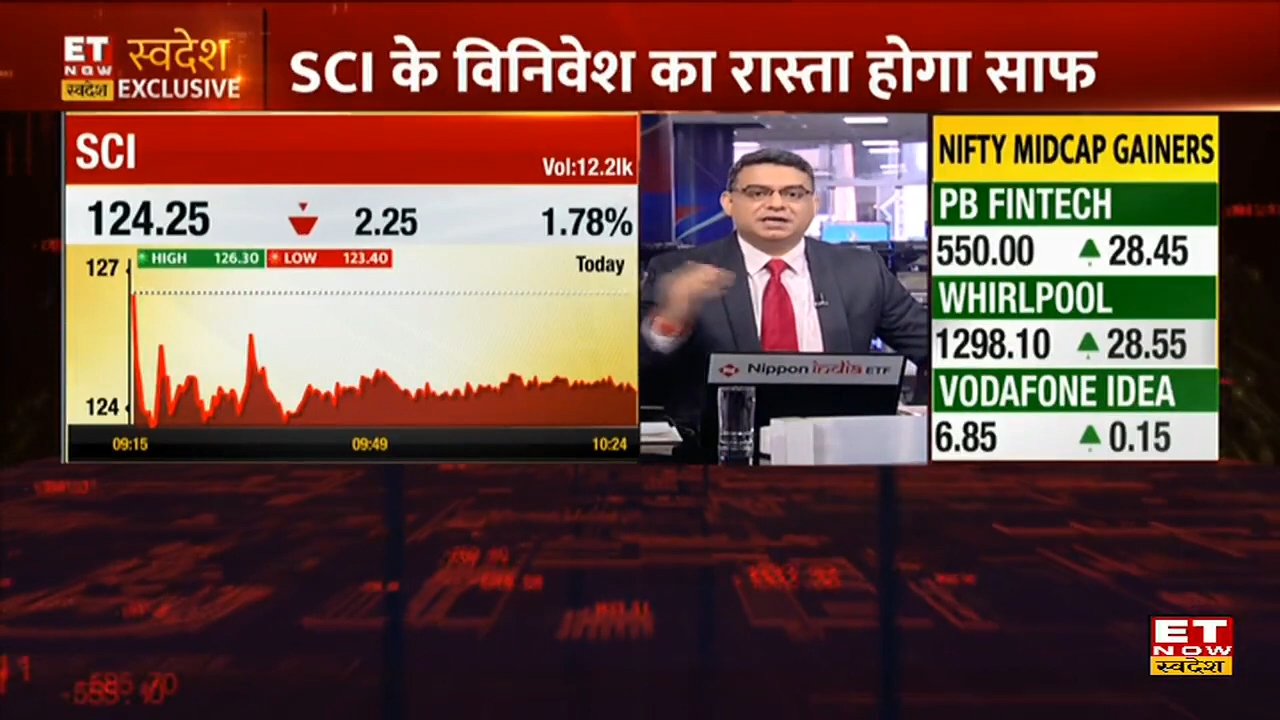 ET NOW स्वदेश
स्वदेश
EXCLUSIVE
SCI के विनिवेश का रास्ता होगा साफ
SCI
Vol:12.2lk
124.25 2.25 1.78%
HIGH 126.30 LOW 123.40
Today
127
124
09:15 09:49 10:24
Nippon india ETF
NIFTY MIDCAP GAINERS
PB FINTECH
550.00 28.45
WHIRLPOOL
1298.10 28.55
VODAFONE IDEA
6.85 0.15
ET
NOW
स्वदेश